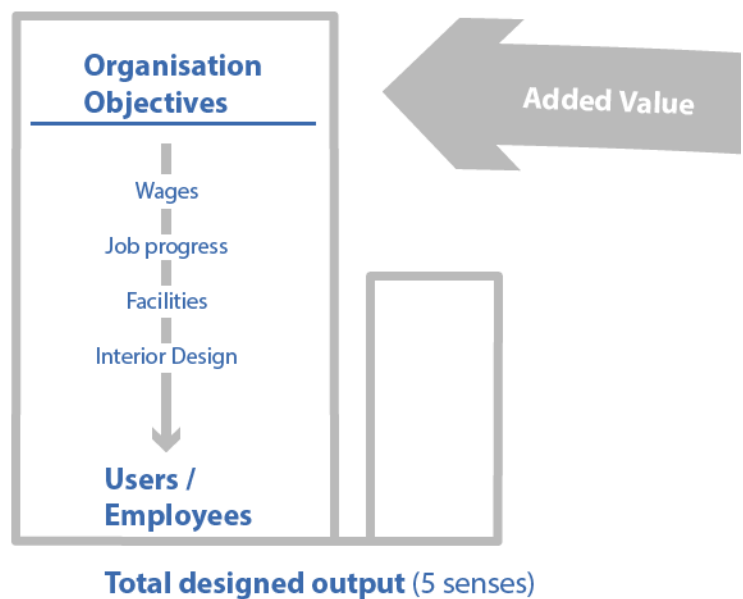 Organisation
Objectives
Added Value
Wages
Job progress
Facilities
Interior Design
Users /
Employees
Total designed output (5 senses)